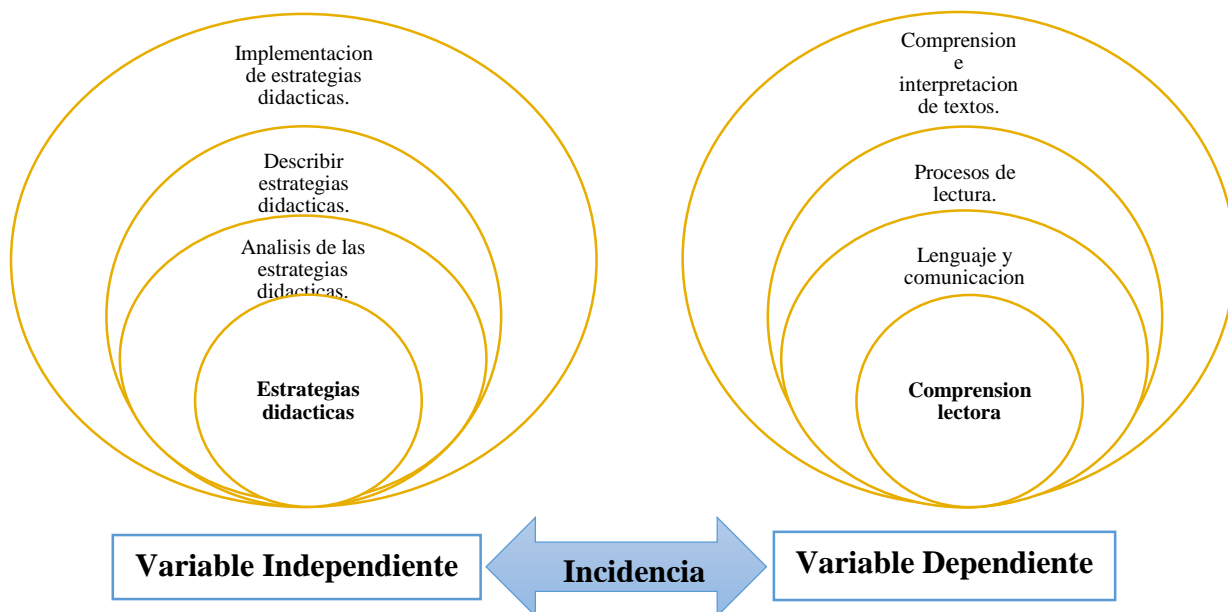 Implementacion
de estrategias
didacticas.
Describir
estrategias
didacticas.
Analisis de las
estrategias
didacticas.
Estrategias
didacticas
Variable Independiente
Incidencia
Comprension
e
interpretacion
de textos.
Procesos de
lectura.
Lenguaje y
comunicacion
Comprension
lectora
Variable Dependiente